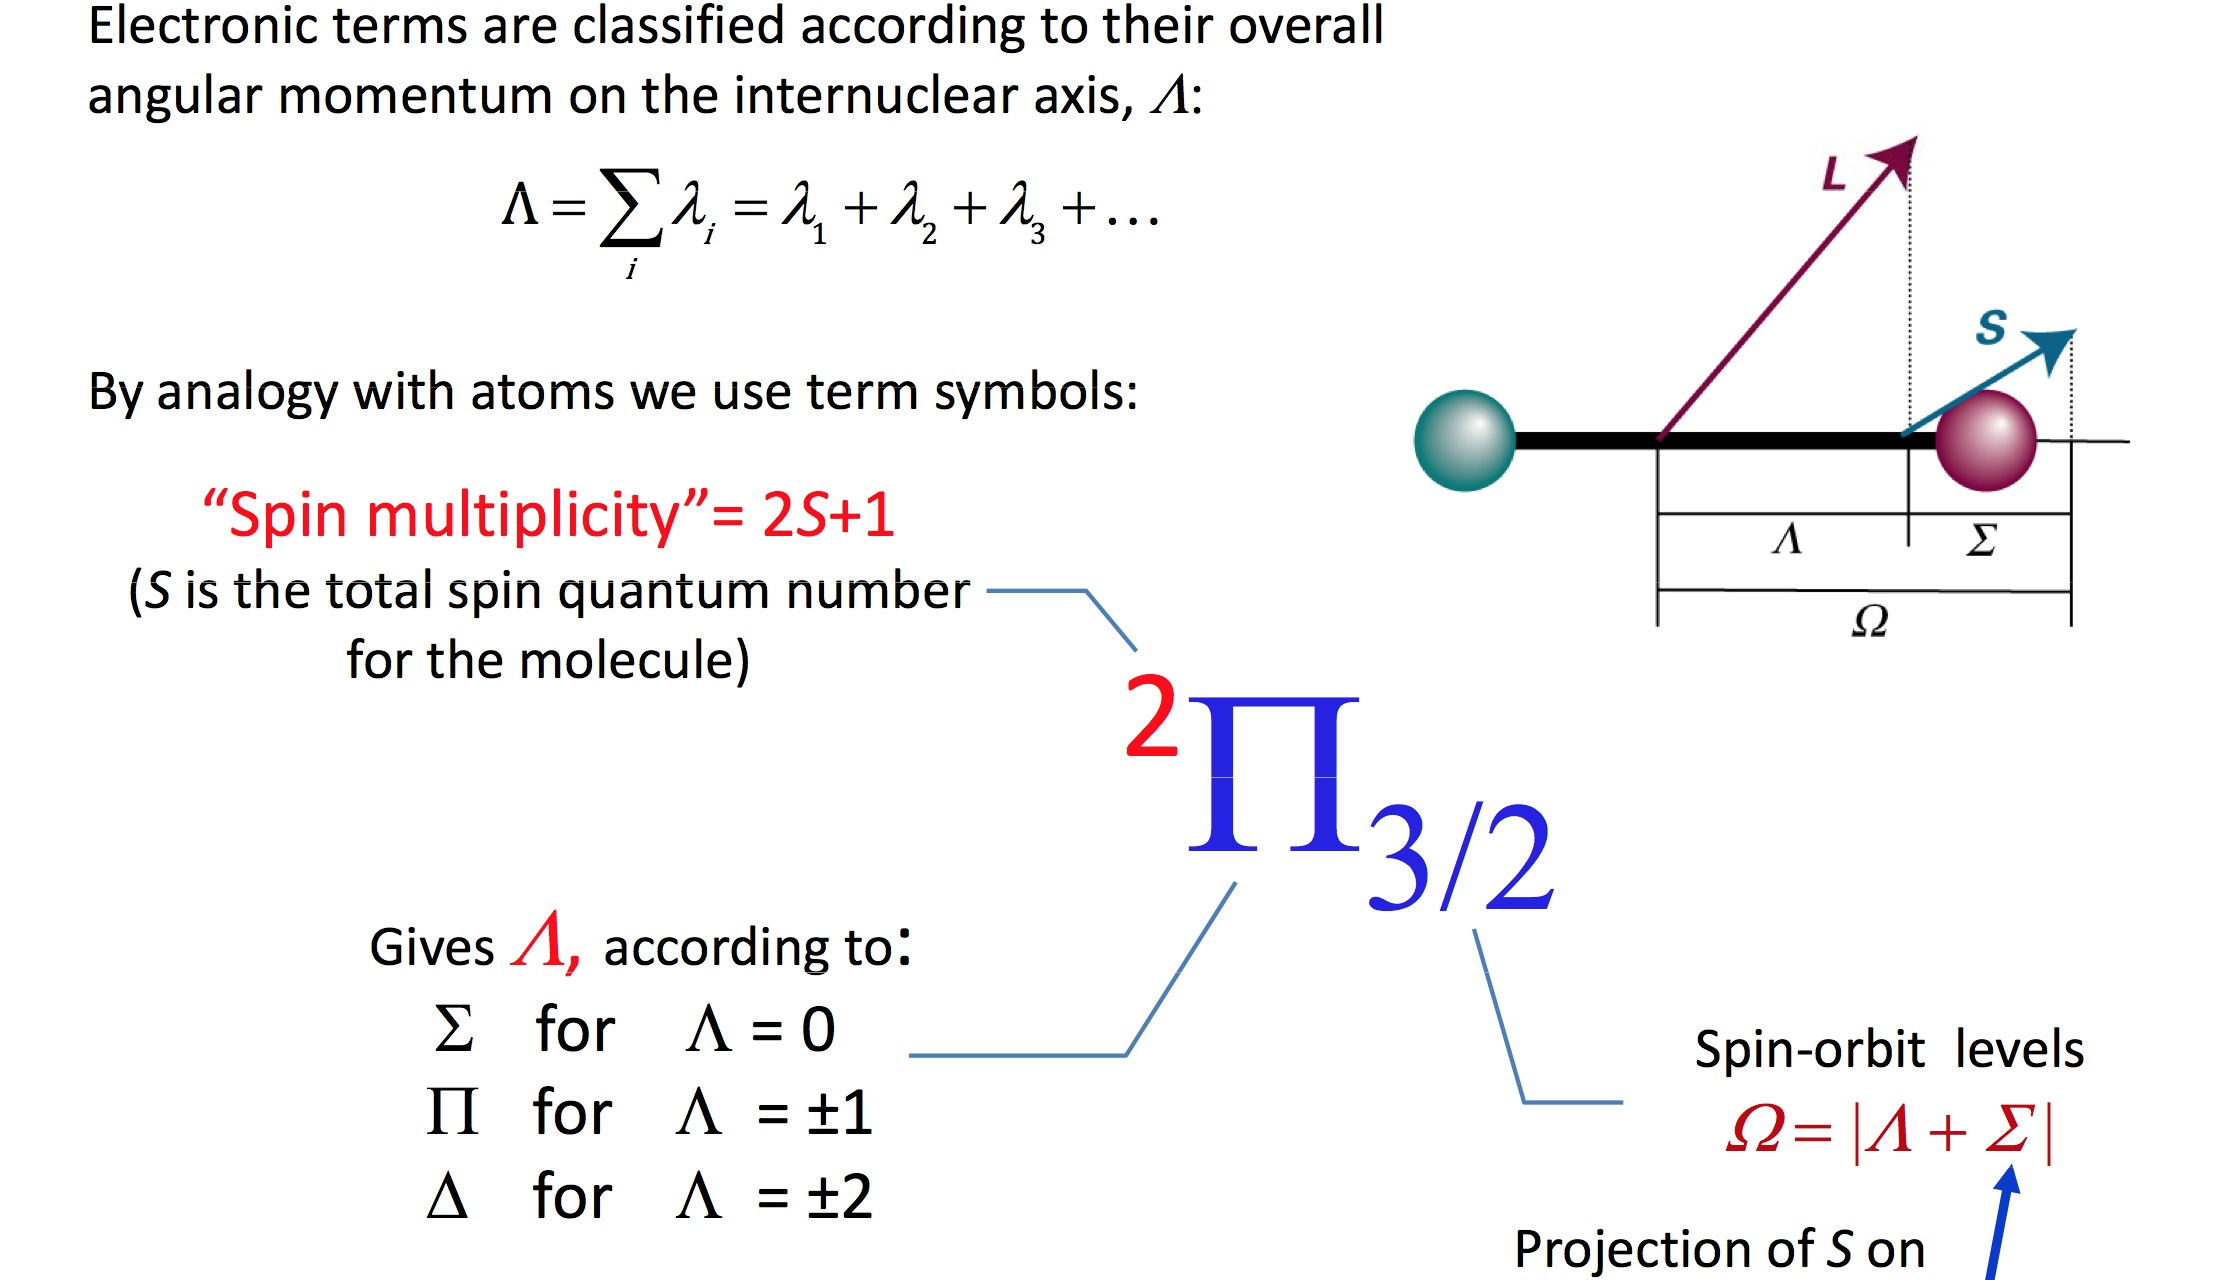 Electronic terms are classified according to their overall
angular momentum on the internuclear axis, Λ:
Λ = ∑ λᵢ = λ₁ + λ₂ + λ₃ + ...
i
L
S
By analogy with atoms we use term symbols:
“Spin multiplicity”= 2S+1
(S is the total spin quantum number
for the molecule)
Λ Σ
Ω
²Π₃/₂
Gives Λ, according to:
Σ for Λ = 0
Π for Λ = ±1
Δ for Λ = ±2
Spin-orbit levels
Ω= |Λ + Σ|
Projection of S on